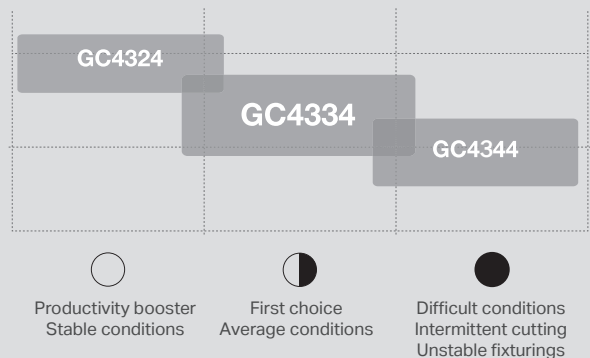 GC4324
GC4334
GC4344
Productivity booster
Stable conditions
First choice
Average conditions
Difficult conditions
Intermittent cutting
Unstable fixturings